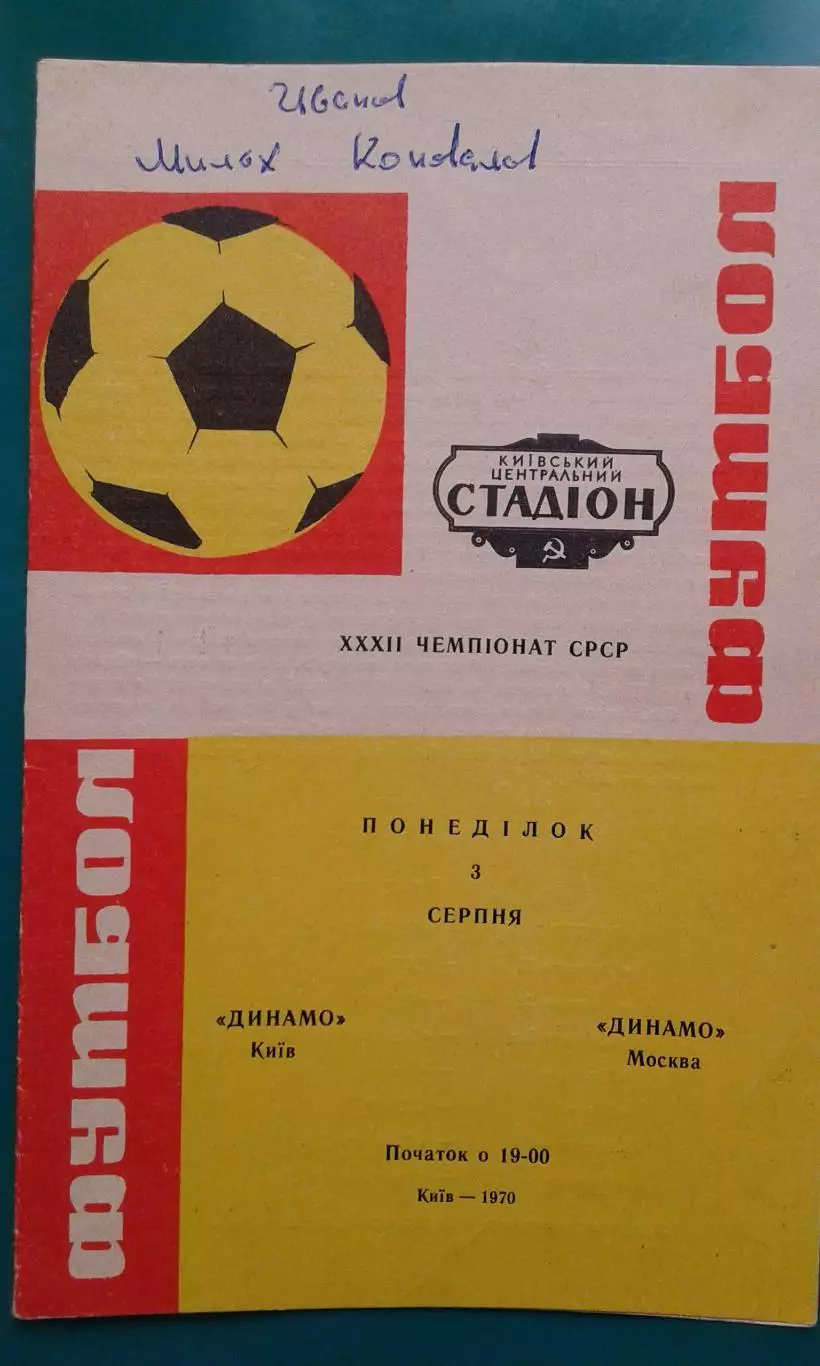 Иванов
Милах Коновалов
ФУТБОЛ
КИЇВСЬКИЙ
ЦЕНТРАЛЬНИЙ
СТАДІОН
XXXII ЧЕМПІОНАТ СРСР
ФУТБОЛ
ПОНЕДІЛОК
3
СЕРПНЯ
«ДИНАМО»
Київ
«ДИНАМО»
Москва
Початок о 19-00
Київ — 1970